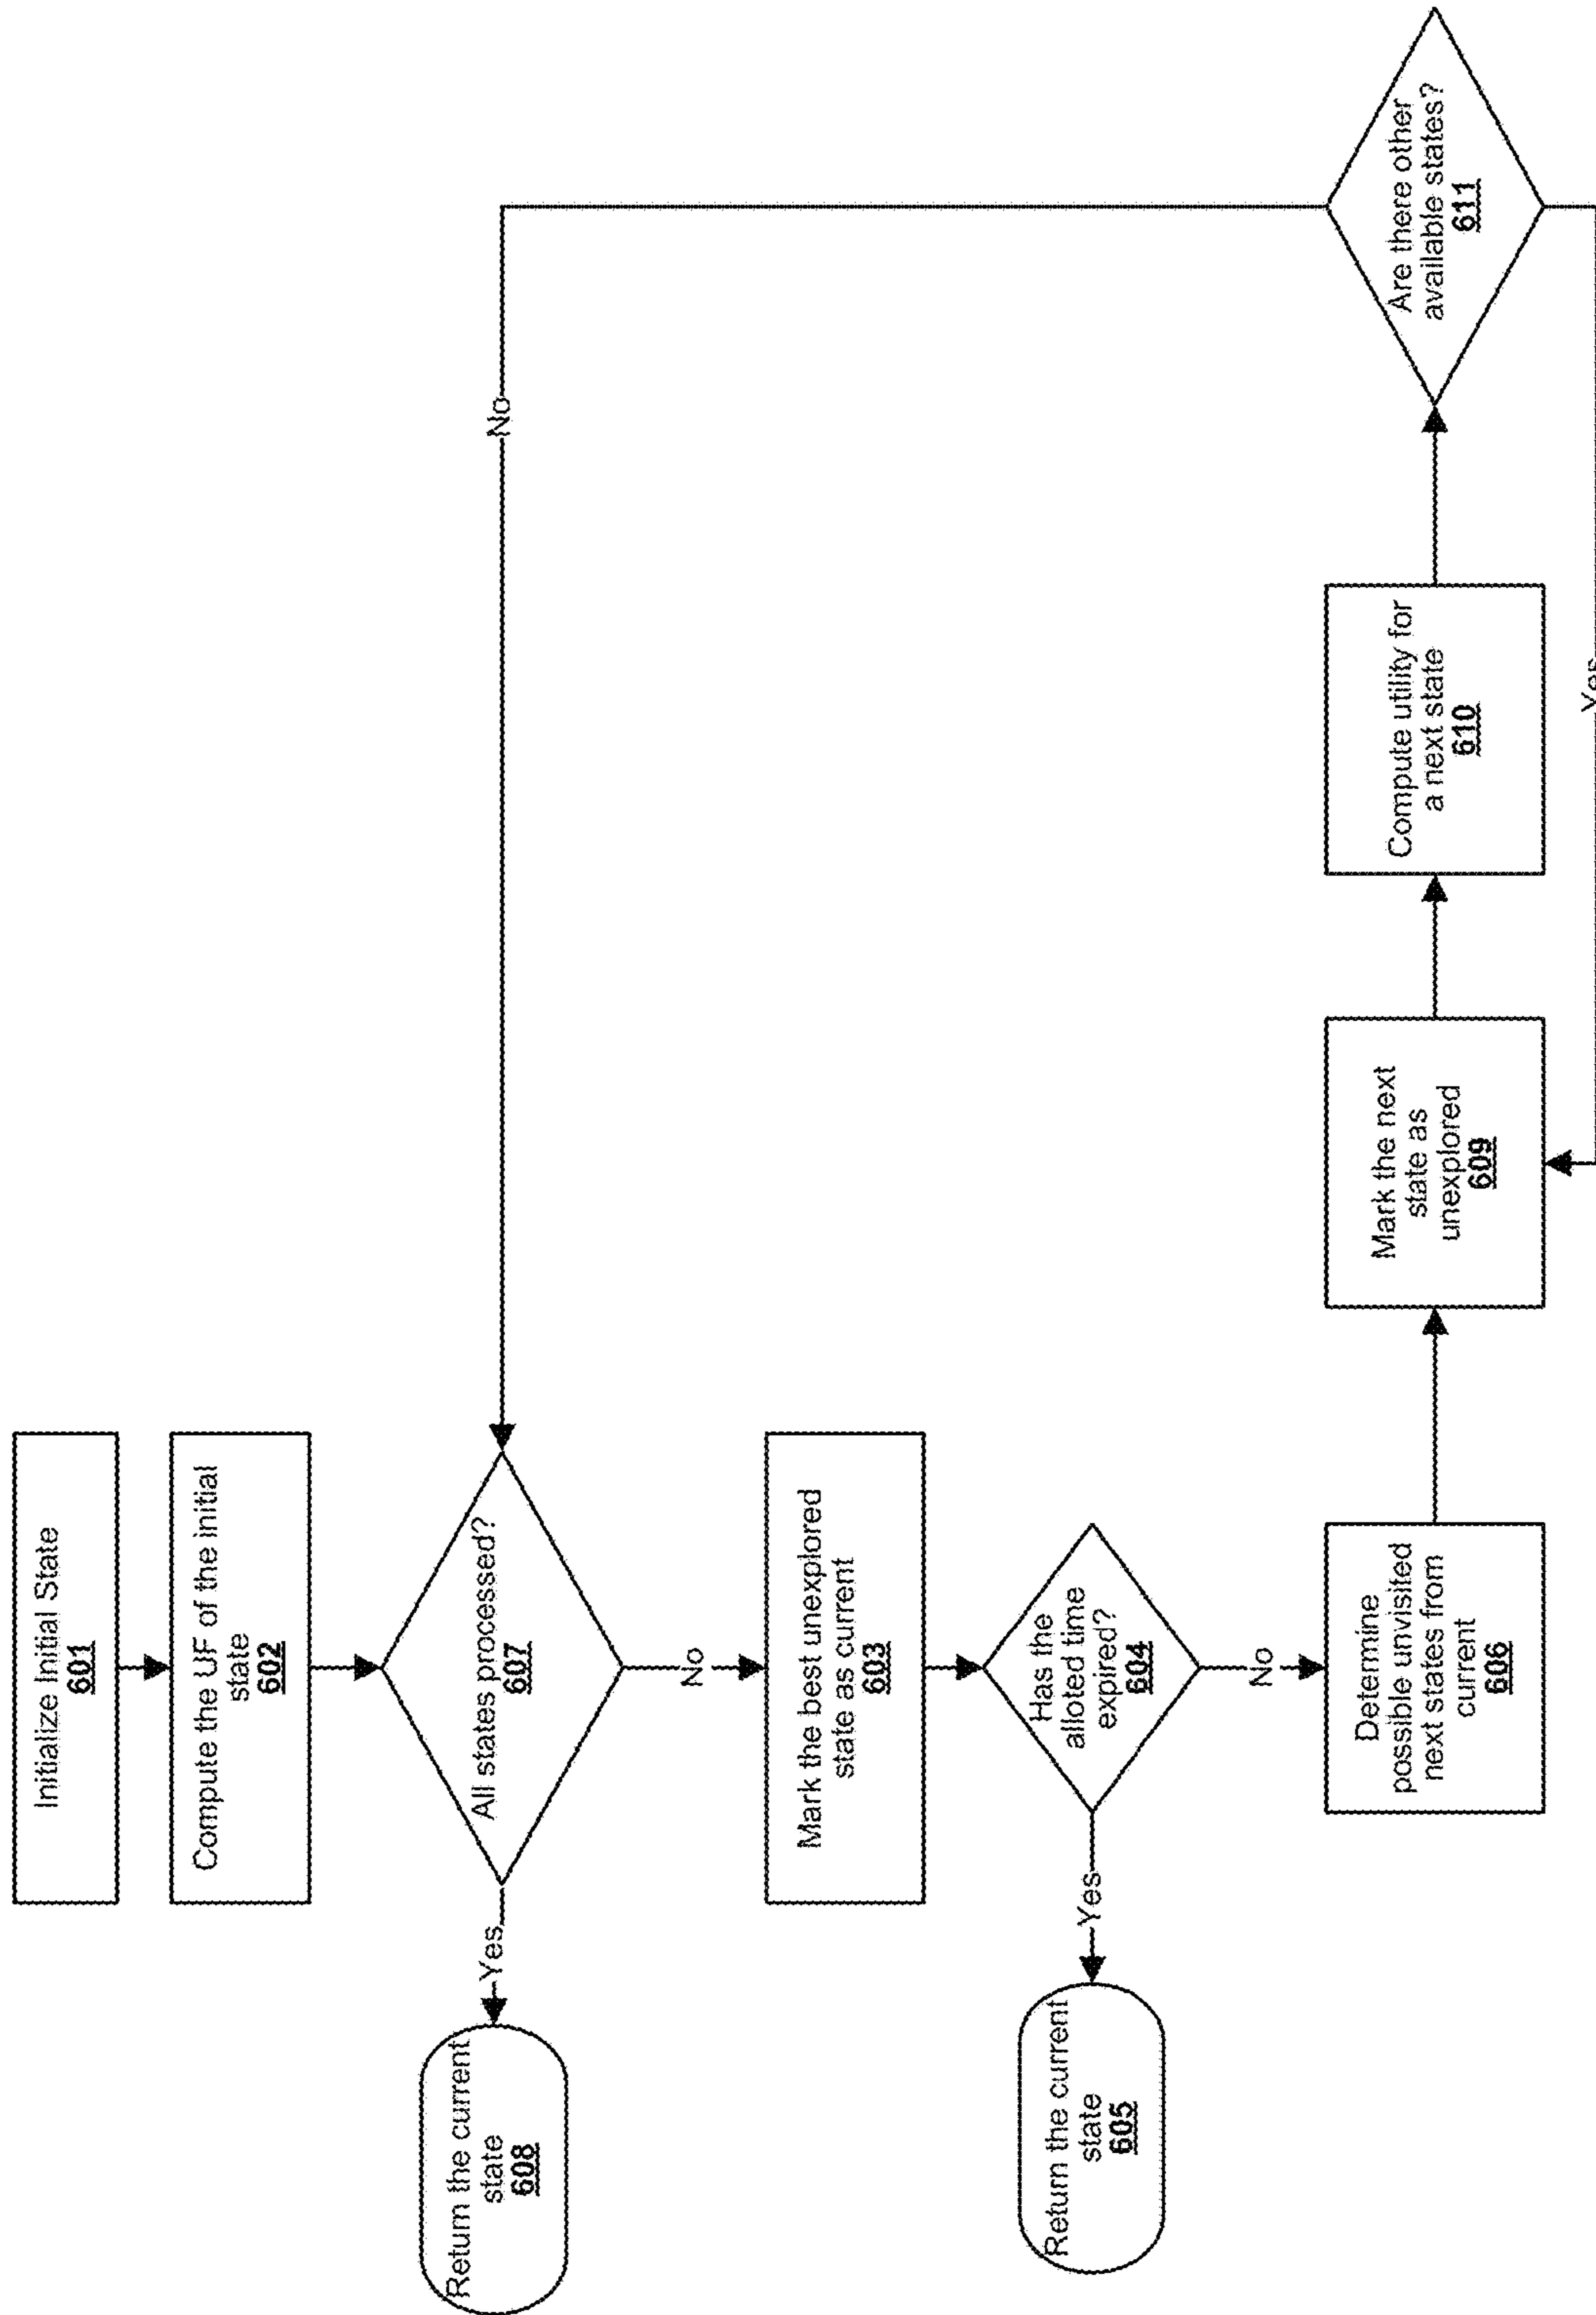 Initialize Initial State
601
Compute the UF of the initial
state
602
All states processed?
607
Yes
Return the current
state
608
No
Mark the best unexplored
state as current
603
Has the
alloted time
expired?
604
Yes
Return the current
state
605
No
Determine
possible unvisited
next states from
current
606
Mark the next
state as
unexplored
609
Compute utility for
a next state
610
Are there other
available states?
611
No
Yes